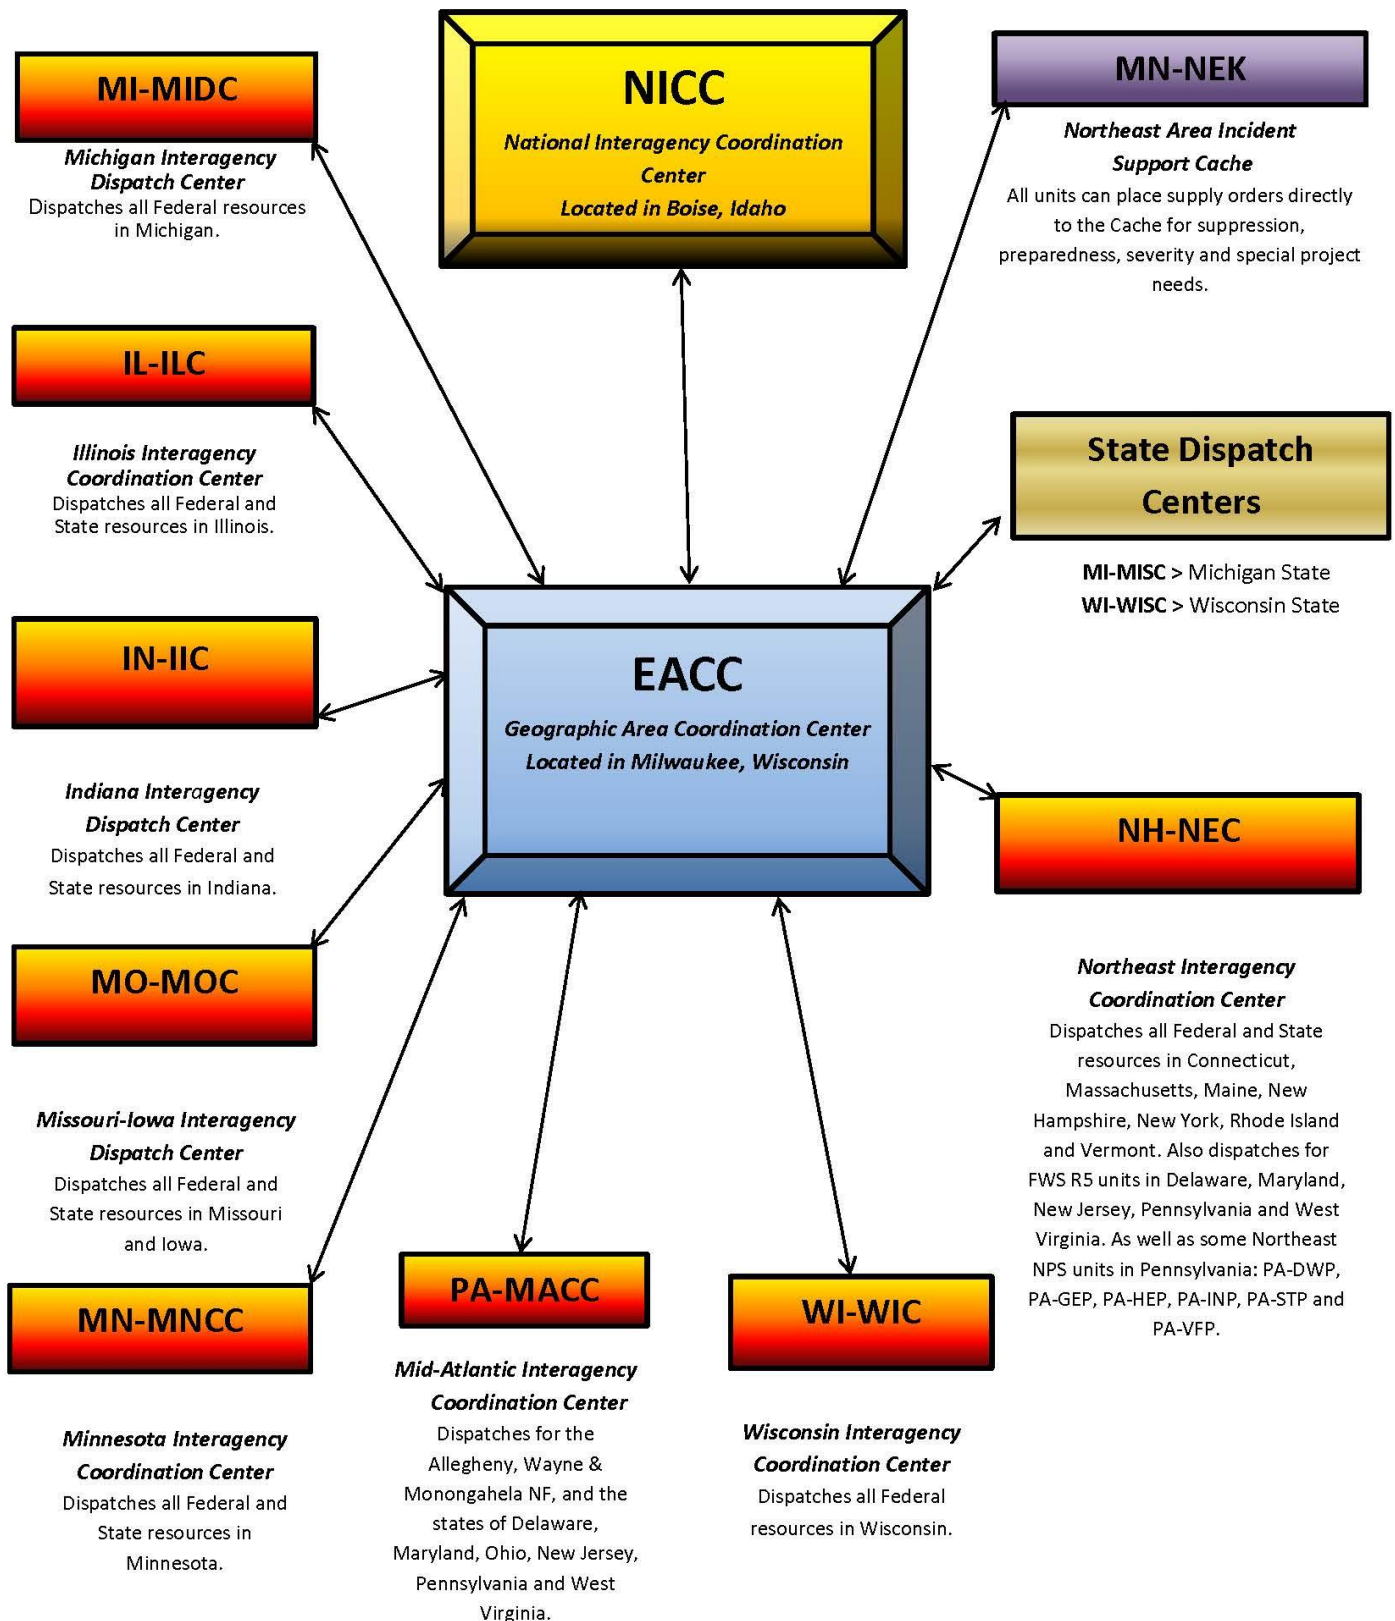 MI-MIDC
Michigan Interagency
Dispatch Center
Dispatches all Federal resources
in Michigan.
NICC
National Interagency Coordination
Center
Located in Boise, Idaho
MN-NEK
Northeast Area Incident
Support Cache
All units can place supply orders directly
to the Cache for suppression,
preparedness, severity and special project
needs.
IL-ILC
Illinois Interagency
Coordination Center
Dispatches all Federal and
State resources in Illinois.
State Dispatch
Centers
MI-MISC > Michigan State
WI-WISC > Wisconsin State
IN-IIC
Indiana Interagency
Dispatch Center
Dispatches all Federal and
State resources in Indiana.
EACC
Geographic Area Coordination Center
Located in Milwaukee, Wisconsin
NH-NEC
Northeast Interagency
Coordination Center
Dispatches all Federal and State
resources in Connecticut,
Massachusetts, Maine, New
Hampshire, New York, Rhode Island
and Vermont. Also dispatches for
FWS R5 units in Delaware, Maryland,
New Jersey, Pennsylvania and West
Virginia. As well as some Northeast
NPS units in Pennsylvania: PA-DWP,
PA-GEP, PA-HEP, PA-INP, PA-STP and
PA-VFP.
MO-MOC
Missouri-Iowa Interagency
Dispatch Center
Dispatches all Federal and
State resources in Missouri
and Iowa.
MN-MNCC
Minnesota Interagency
Coordination Center
Dispatches all Federal and
State resources in
Minnesota.
PA-MACC
Mid-Atlantic Interagency
Coordination Center
Dispatches for the
Allegheny, Wayne &
Monongahela NF, and the
states of Delaware,
Maryland, Ohio, New Jersey,
Pennsylvania and West
Virginia.
WI-WIC
Wisconsin Interagency
Coordination Center
Dispatches all Federal
resources in Wisconsin.